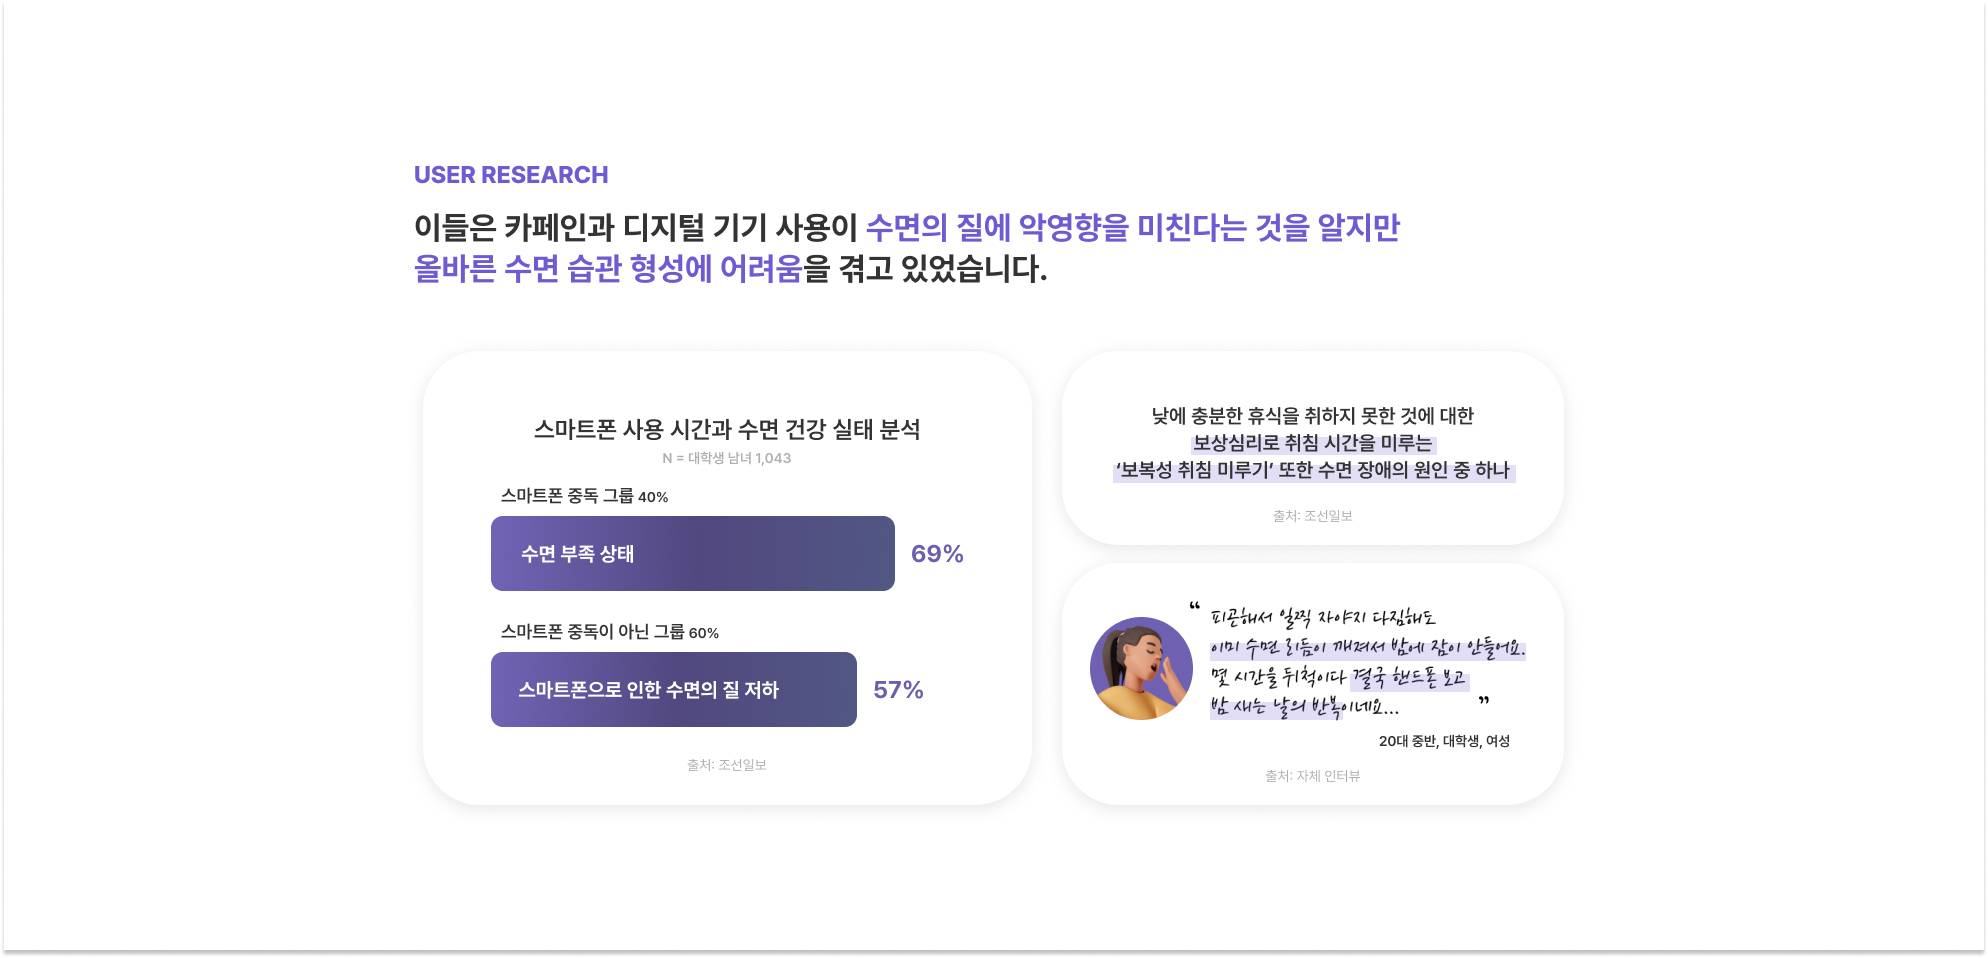 USER RESEARCH
이들은 카페인과 디지털 기기 사용이 수면의 질에 악영향을 미친다는 것을 알지만
올바른 수면 습관 형성에 어려움을 겪고 있었습니다.
스마트폰 사용 시간과 수면 건강 실태 분석
N = 대학생 남녀 1,043
스마트폰 중독 그룹 40%
수면 부족 상태
69%
스마트폰 중독이 아닌 그룹 60%
스마트폰으로 인한 수면의 질 저하
57%
출처: 조선일보
낮에 충분한 휴식을 취하지 못한 것에 대한
보상심리로 취침 시간을 미루는
‘보복성 취침 미루기’ 또한 수면 장애의 원인 중 하나
출처: 조선일보
“ 피곤해서 일찍 자야지 다짐해도
이미 수면 리듬이 깨져서 밤에 잠이 안들어요.
몇 시간을 뒤척이다 결국 핸드폰 보고
밤 새는 날의 반복이네요... ”
20대 중반, 대학생, 여성
출처: 자체 인터뷰